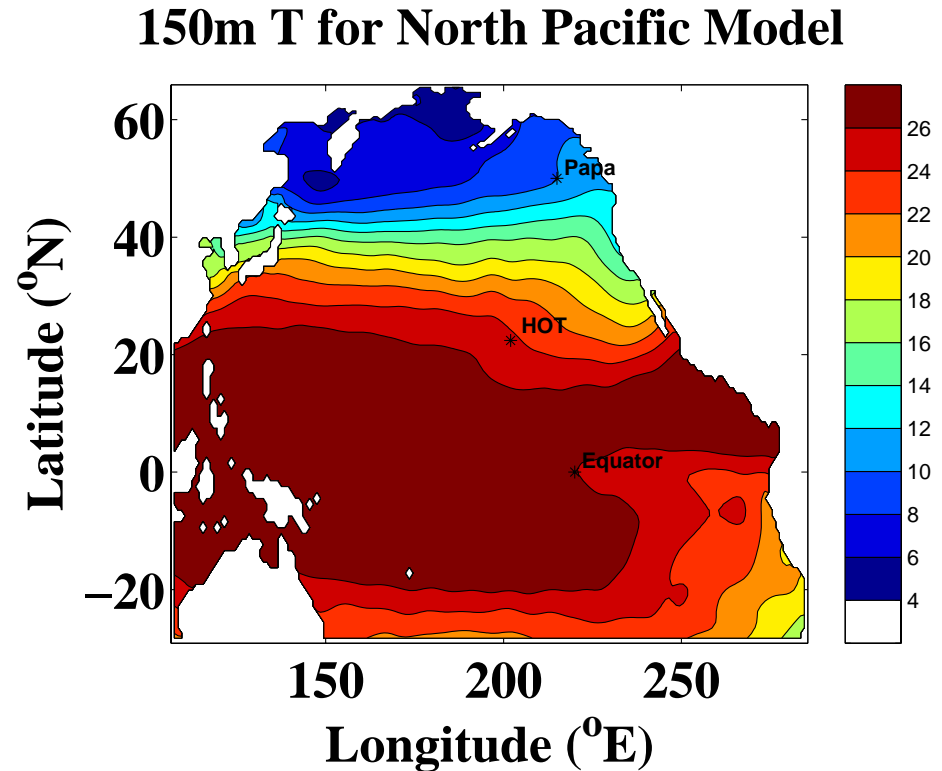 150m T for North Pacific Model
60
40
20
0
−20
Latitude (°N)
Papa
HOT
Equator
26
24
22
20
18
16
14
12
10
8
6
4
150 200 250
Longitude (°E)